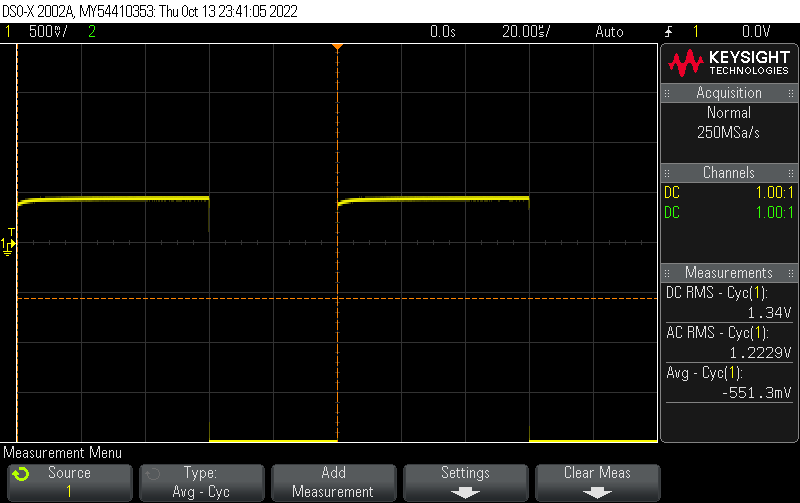 DSO-X 2002A, MY54410353: Thu Oct 13 23:41:05 2022
1 500mV/ 2 0.0s 20.00us/ Auto 1 0.0V
KEYSIGHT
TECHNOLOGIES
Acquisition
Normal
250MSa/s
Channels
DC 1.00:1
DC 1.00:1
T
1
Measurements
DC RMS - Cyc(1):
1.34V
AC RMS - Cyc(1):
1.2229V
Avg - Cyc(1):
-551.3mV
Measurement Menu
Source
1
Type:
Avg - Cyc
Add
Measurement
Settings
Clear Meas